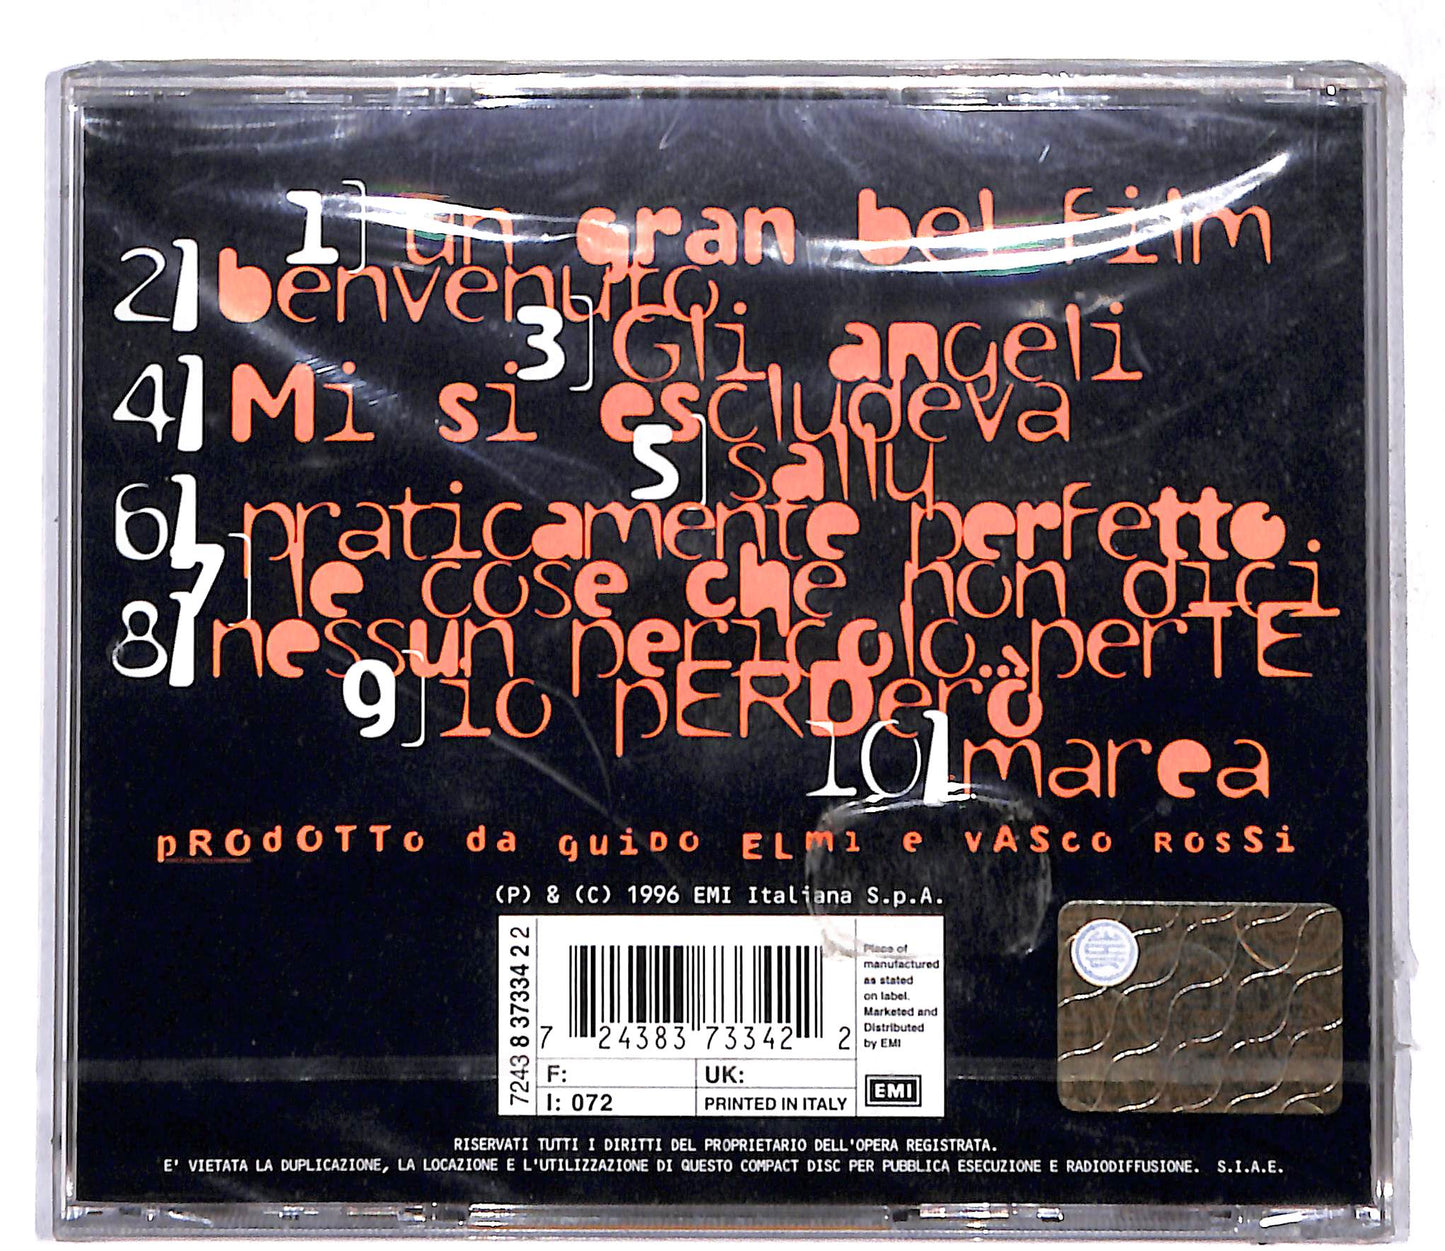 1) un gran bel film
2) benvenuto
3) Gli angeli
4) Mi si escludeva
5) sally
6) praticamente perfetto
7) le cose che non dici
8) nessun pericolo perTE
9) io pERDerò
10) marea
pRODOTTO da guiDO ELmi e VASco RosSi
(P) & (C) 1996 EMI Italiana S.p.A.
7243 8 37334 2 2
7 24383 73342 2
F:
UK:
I: 072
PRINTED IN ITALY
Place of
manufactured
as stated
on label.
Marketed and
Distributed
by EMI
EMI
RISERVATI TUTTI I DIRITTI DEL PROPRIETARIO DELL'OPERA REGISTRATA.
E' VIETATA LA DUPLICAZIONE, LA LOCAZIONE E L'UTILIZZAZIONE DI QUESTO COMPACT DISC PER PUBBLICA ESECUZIONE E RADIODIFFUSIONE. S.I.A.E.